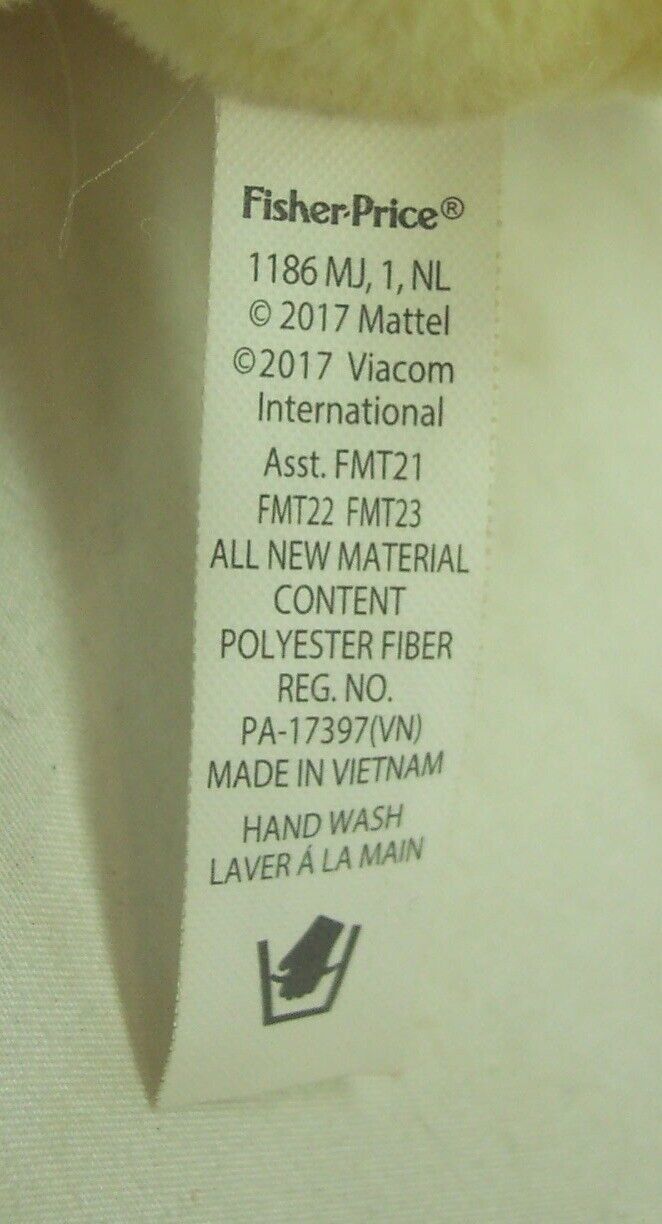 Fisher-Price®
1186 MJ, 1, NL
© 2017 Mattel
©2017 Viacom
International
Asst. FMT21
FMT22 FMT23
ALL NEW MATERIAL
CONTENT
POLYESTER FIBER
REG. NO.
PA-17397(VN)
MADE IN VIETNAM
HAND WASH
LAVER Á LA MAIN